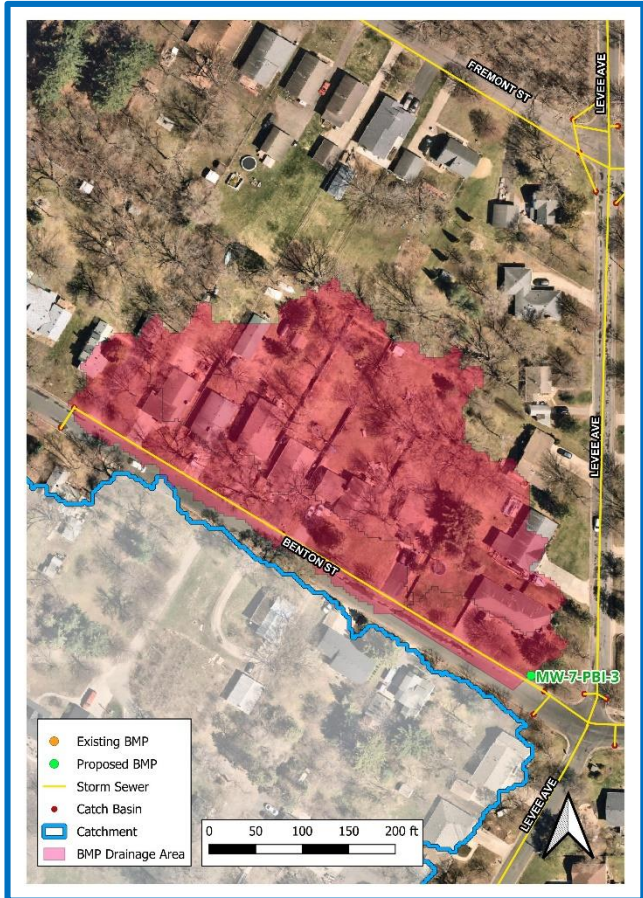 FREMONT ST
LEVEE AVE
LEVEE AVE
BENTON ST
MW-7-PBI-3
LEVEE AVE
Existing BMP
Proposed BMP
Storm Sewer
Catch Basin
Catchment
BMP Drainage Area
0 50 100 150 200 ft